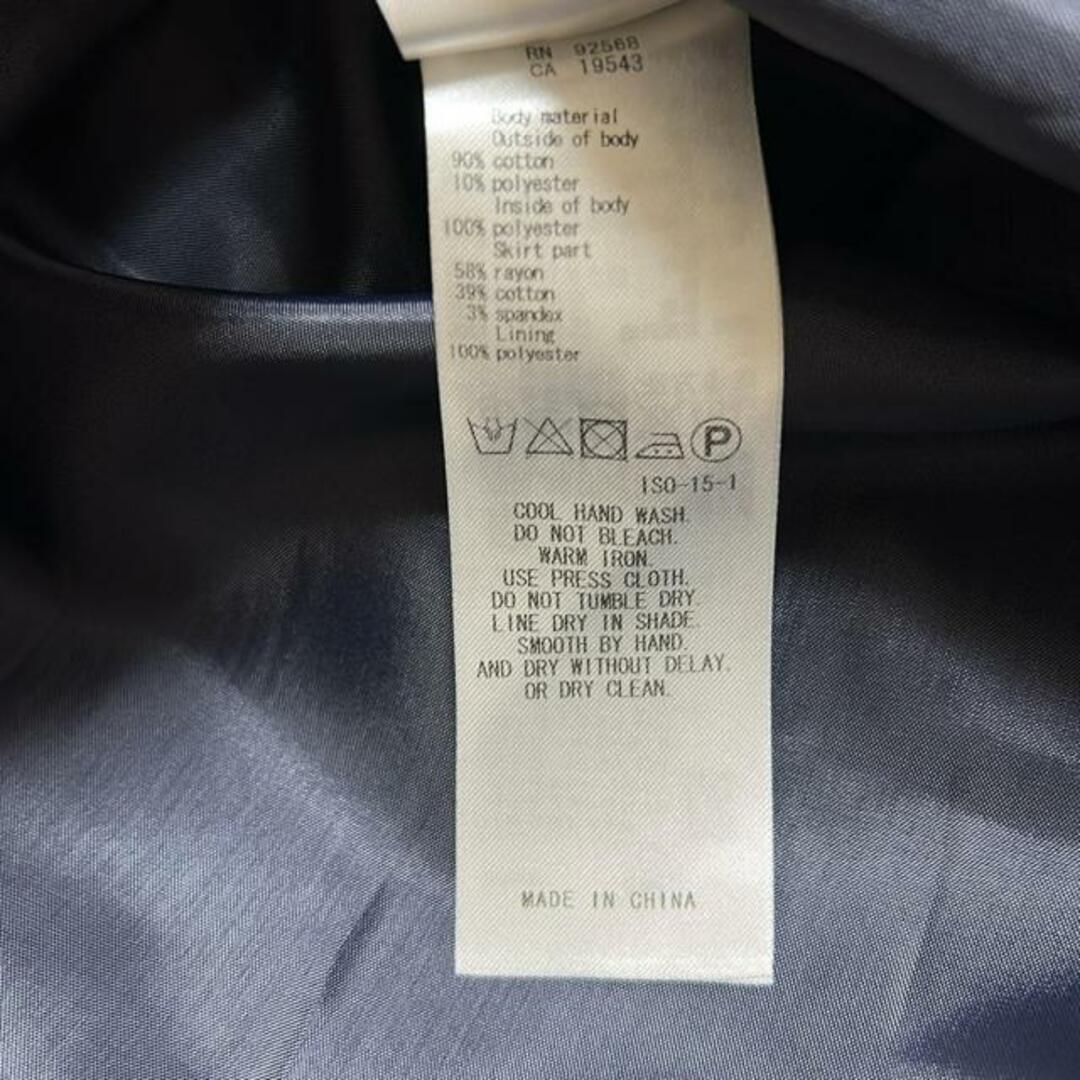 RN 92568
CA 19543
Body material
Outside of body
90% cotton
10% polyester
Inside of body
100% polyester
Skirt part
58% rayon
39% cotton
3% spandex
Lining
100% polyester
P
ISO-15-1
COOL HAND WASH.
DO NOT BLEACH.
WARM IRON.
USE PRESS CLOTH.
DO NOT TUMBLE DRY.
LINE DRY IN SHADE.
SMOOTH BY HAND.
AND DRY WITHOUT DELAY.
OR DRY CLEAN.
MADE IN CHINA